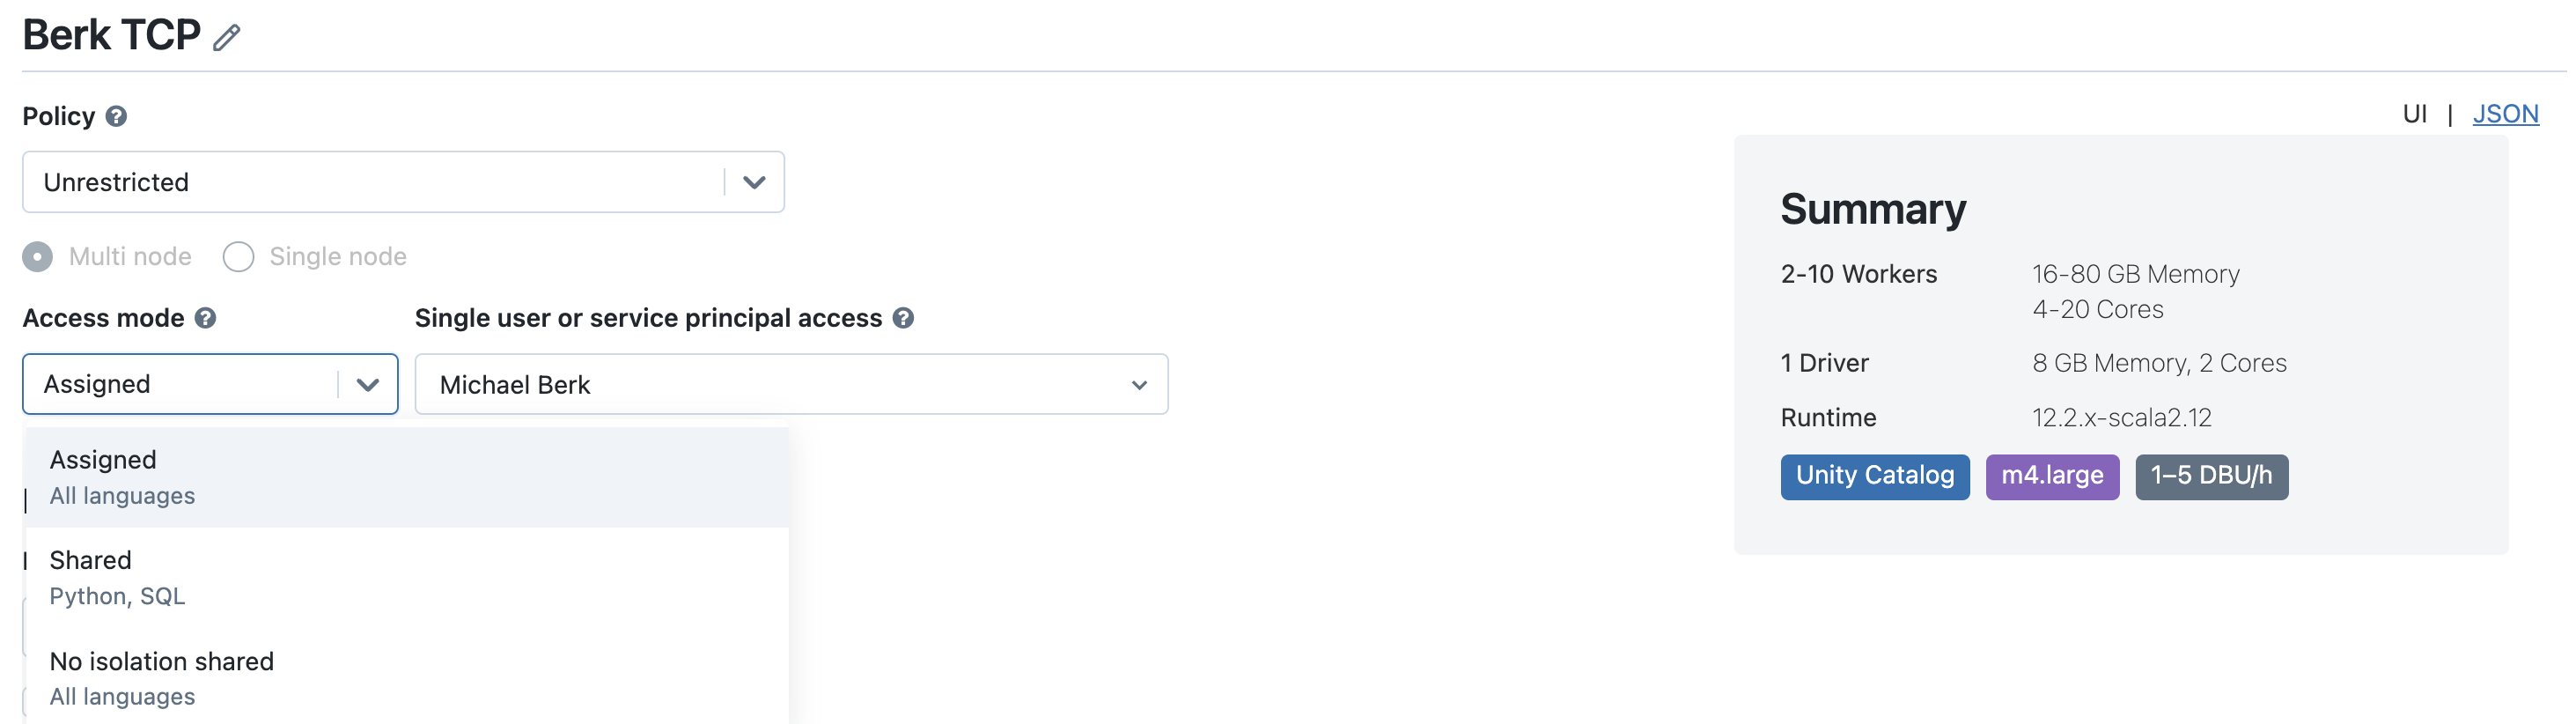 Berk TCP
Policy
UI | JSON
Unrestricted
Multi node Single node
Access mode Single user or service principal access
Assigned Michael Berk
Assigned
All languages
Shared
Python, SQL
No isolation shared
All languages
Summary
2-10 Workers 16-80 GB Memory
4-20 Cores
1 Driver 8 GB Memory, 2 Cores
Runtime 12.2.x-scala2.12
Unity Catalog m4.large 1–5 DBU/h